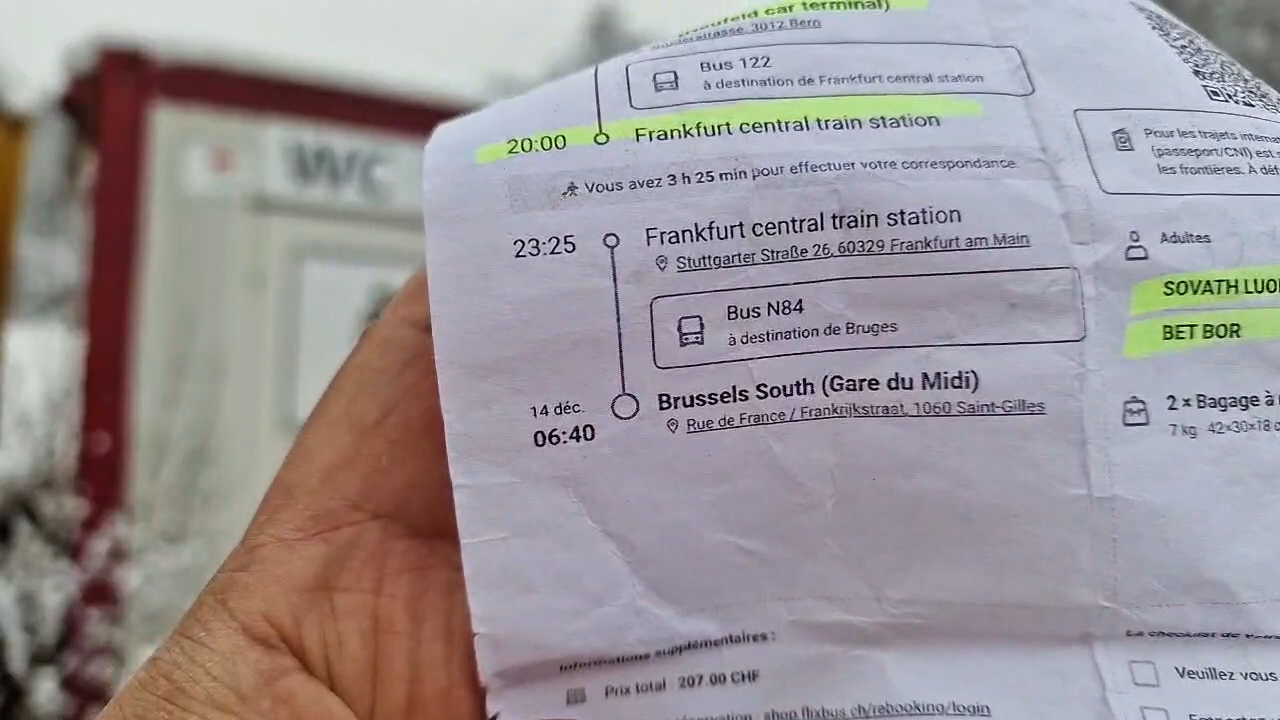 car terminal)
3012 Bern
Bus 122
à destination de Frankfurt central station
20:00 Frankfurt central train station
Vous avez 3 h 25 min pour effectuer votre correspondance.
23:25 Frankfurt central train station
Stuttgarter Straße 26, 60329 Frankfurt am Main
Bus N84
à destination de Bruges
14 déc.
06:40 Brussels South (Gare du Midi)
Rue de France / Frankrijkstraat, 1060 Saint-Gilles
Informations supplémentaires :
Prix total 207.00 CHF
shop.flixbus.ch/rebooking/login
Pour les trajets
(passeport/CNI) est
les frontières. À
Adultes
SOVATH
BET BOR
2 × Bagage à
7 kg 42×30×18
Veuillez vous
WC